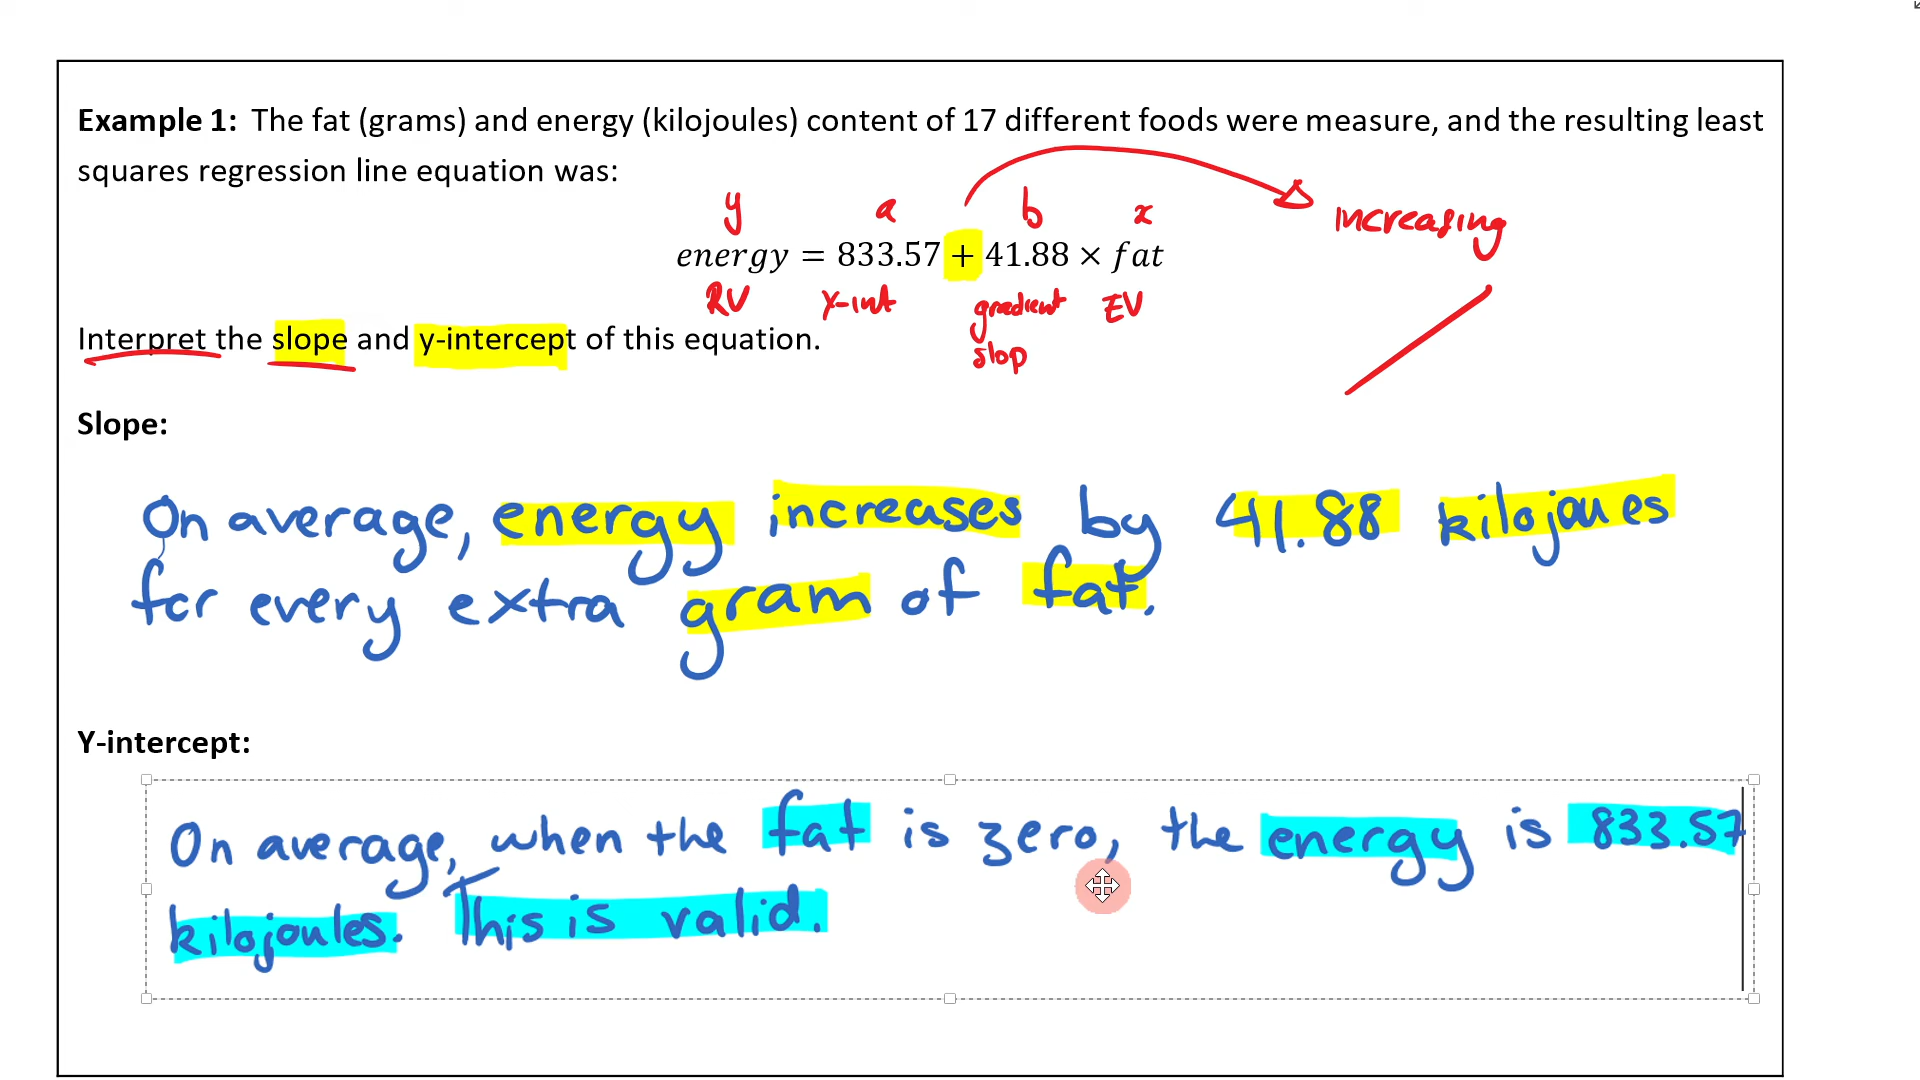 Example 1: The fat (grams) and energy (kilojoules) content of 17 different foods were measure, and the resulting least
squares regression line equation was:
y a b x
increasing
energy = 833.57 + 41.88 × fat
RV Y-int gradient EV
slop
Interpret the slope and y-intercept of this equation.
Slope:
On average, energy increases by 41.88 kilojoues
for every extra gram of fat.
Y-intercept:
On average, when the fat is zero, the energy is 833.57
kilojoules. This is valid.